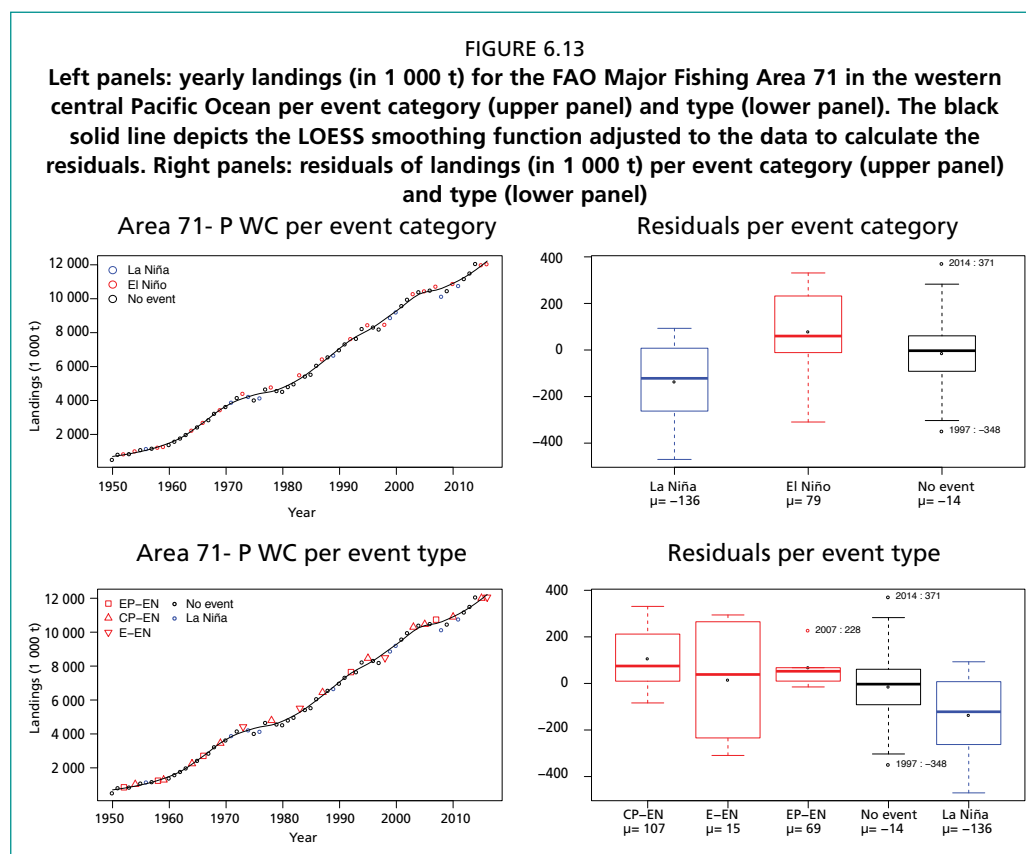 FIGURE 6.13
Left panels: yearly landings (in 1 000 t) for the FAO Major Fishing Area 71 in the western
central Pacific Ocean per event category (upper panel) and type (lower panel). The black
solid line depicts the LOESS smoothing function adjusted to the data to calculate the
residuals. Right panels: residuals of landings (in 1 000 t) per event category (upper panel)
and type (lower panel)
Area 71- P WC per event category
Landings (1 000 t)
12 000
10 000
8 000
6 000
4 000
2 000
La Niña
El Niño
No event
1950 1960 1970 1980 1990 2000 2010
Year
Residuals per event category
400
200
0
−200
−400
2014 : 371
1997 : −348
La Niña El Niño No event
μ= −136 μ= 79 μ= −14
Area 71- P WC per event type
Landings (1 000 t)
12 000
10 000
8 000
6 000
4 000
2 000
EP−EN No event
CP−EN La Niña
E−EN
1950 1960 1970 1980 1990 2000 2010
Year
Residuals per event type
400
200
0
−200
−400
2014 : 371
2007 : 228
1997 : −348
CP−EN E−EN EP−EN No event La Niña
μ= 107 μ= 15 μ= 69 μ= −14 μ= −136